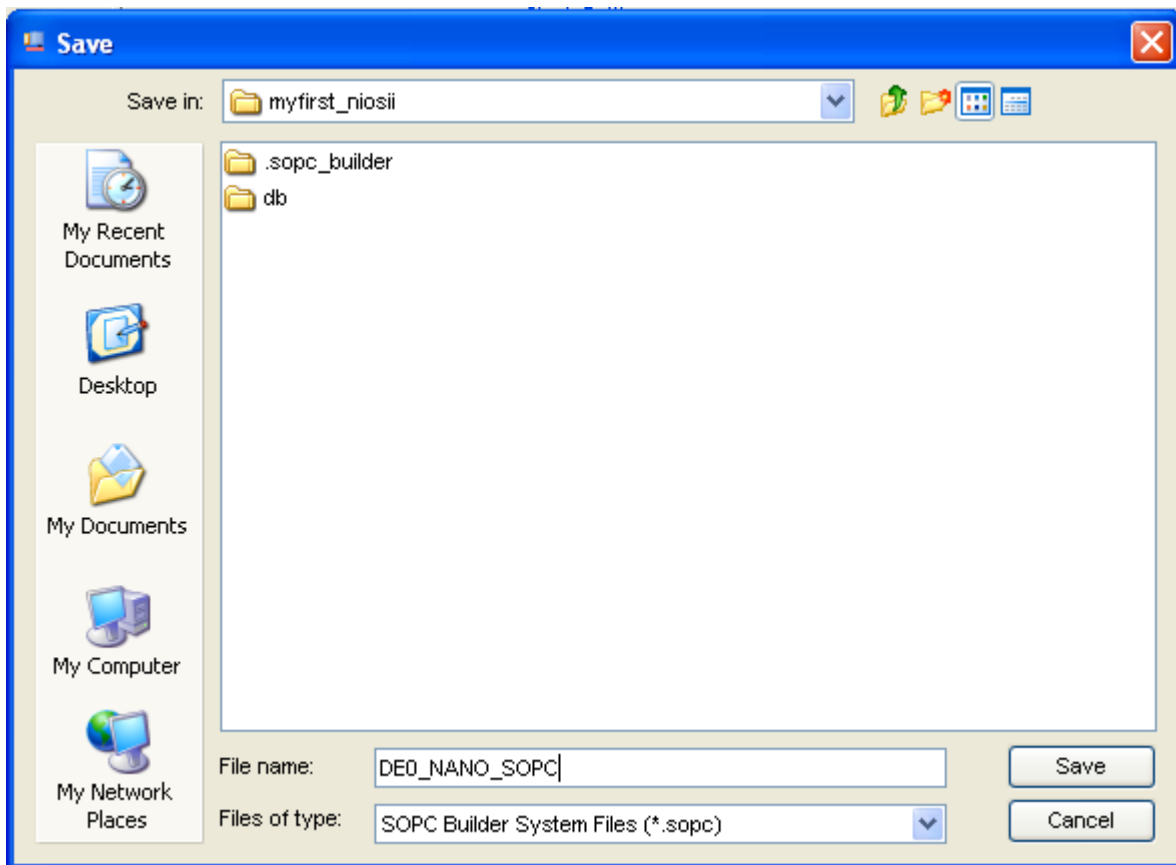 Save
Save in:
myfirst_niosii
.sopc_builder
db
My Recent
Documents
Desktop
My Documents
My Computer
My Network
Places
File name:
DE0_NANO_SOPC
Save
Files of type:
SOPC Builder System Files (*.sopc)
Cancel